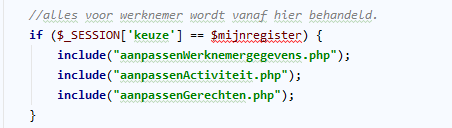 //alles voor werknemer wordt vanaf hier behandeld.
if ($_SESSION['keuze'] == $mijnregister) {
include("aanpassenWerknemergegevens.php");
include("aanpassenActiviteit.php");
include("aanpassenGerechten.php");
}